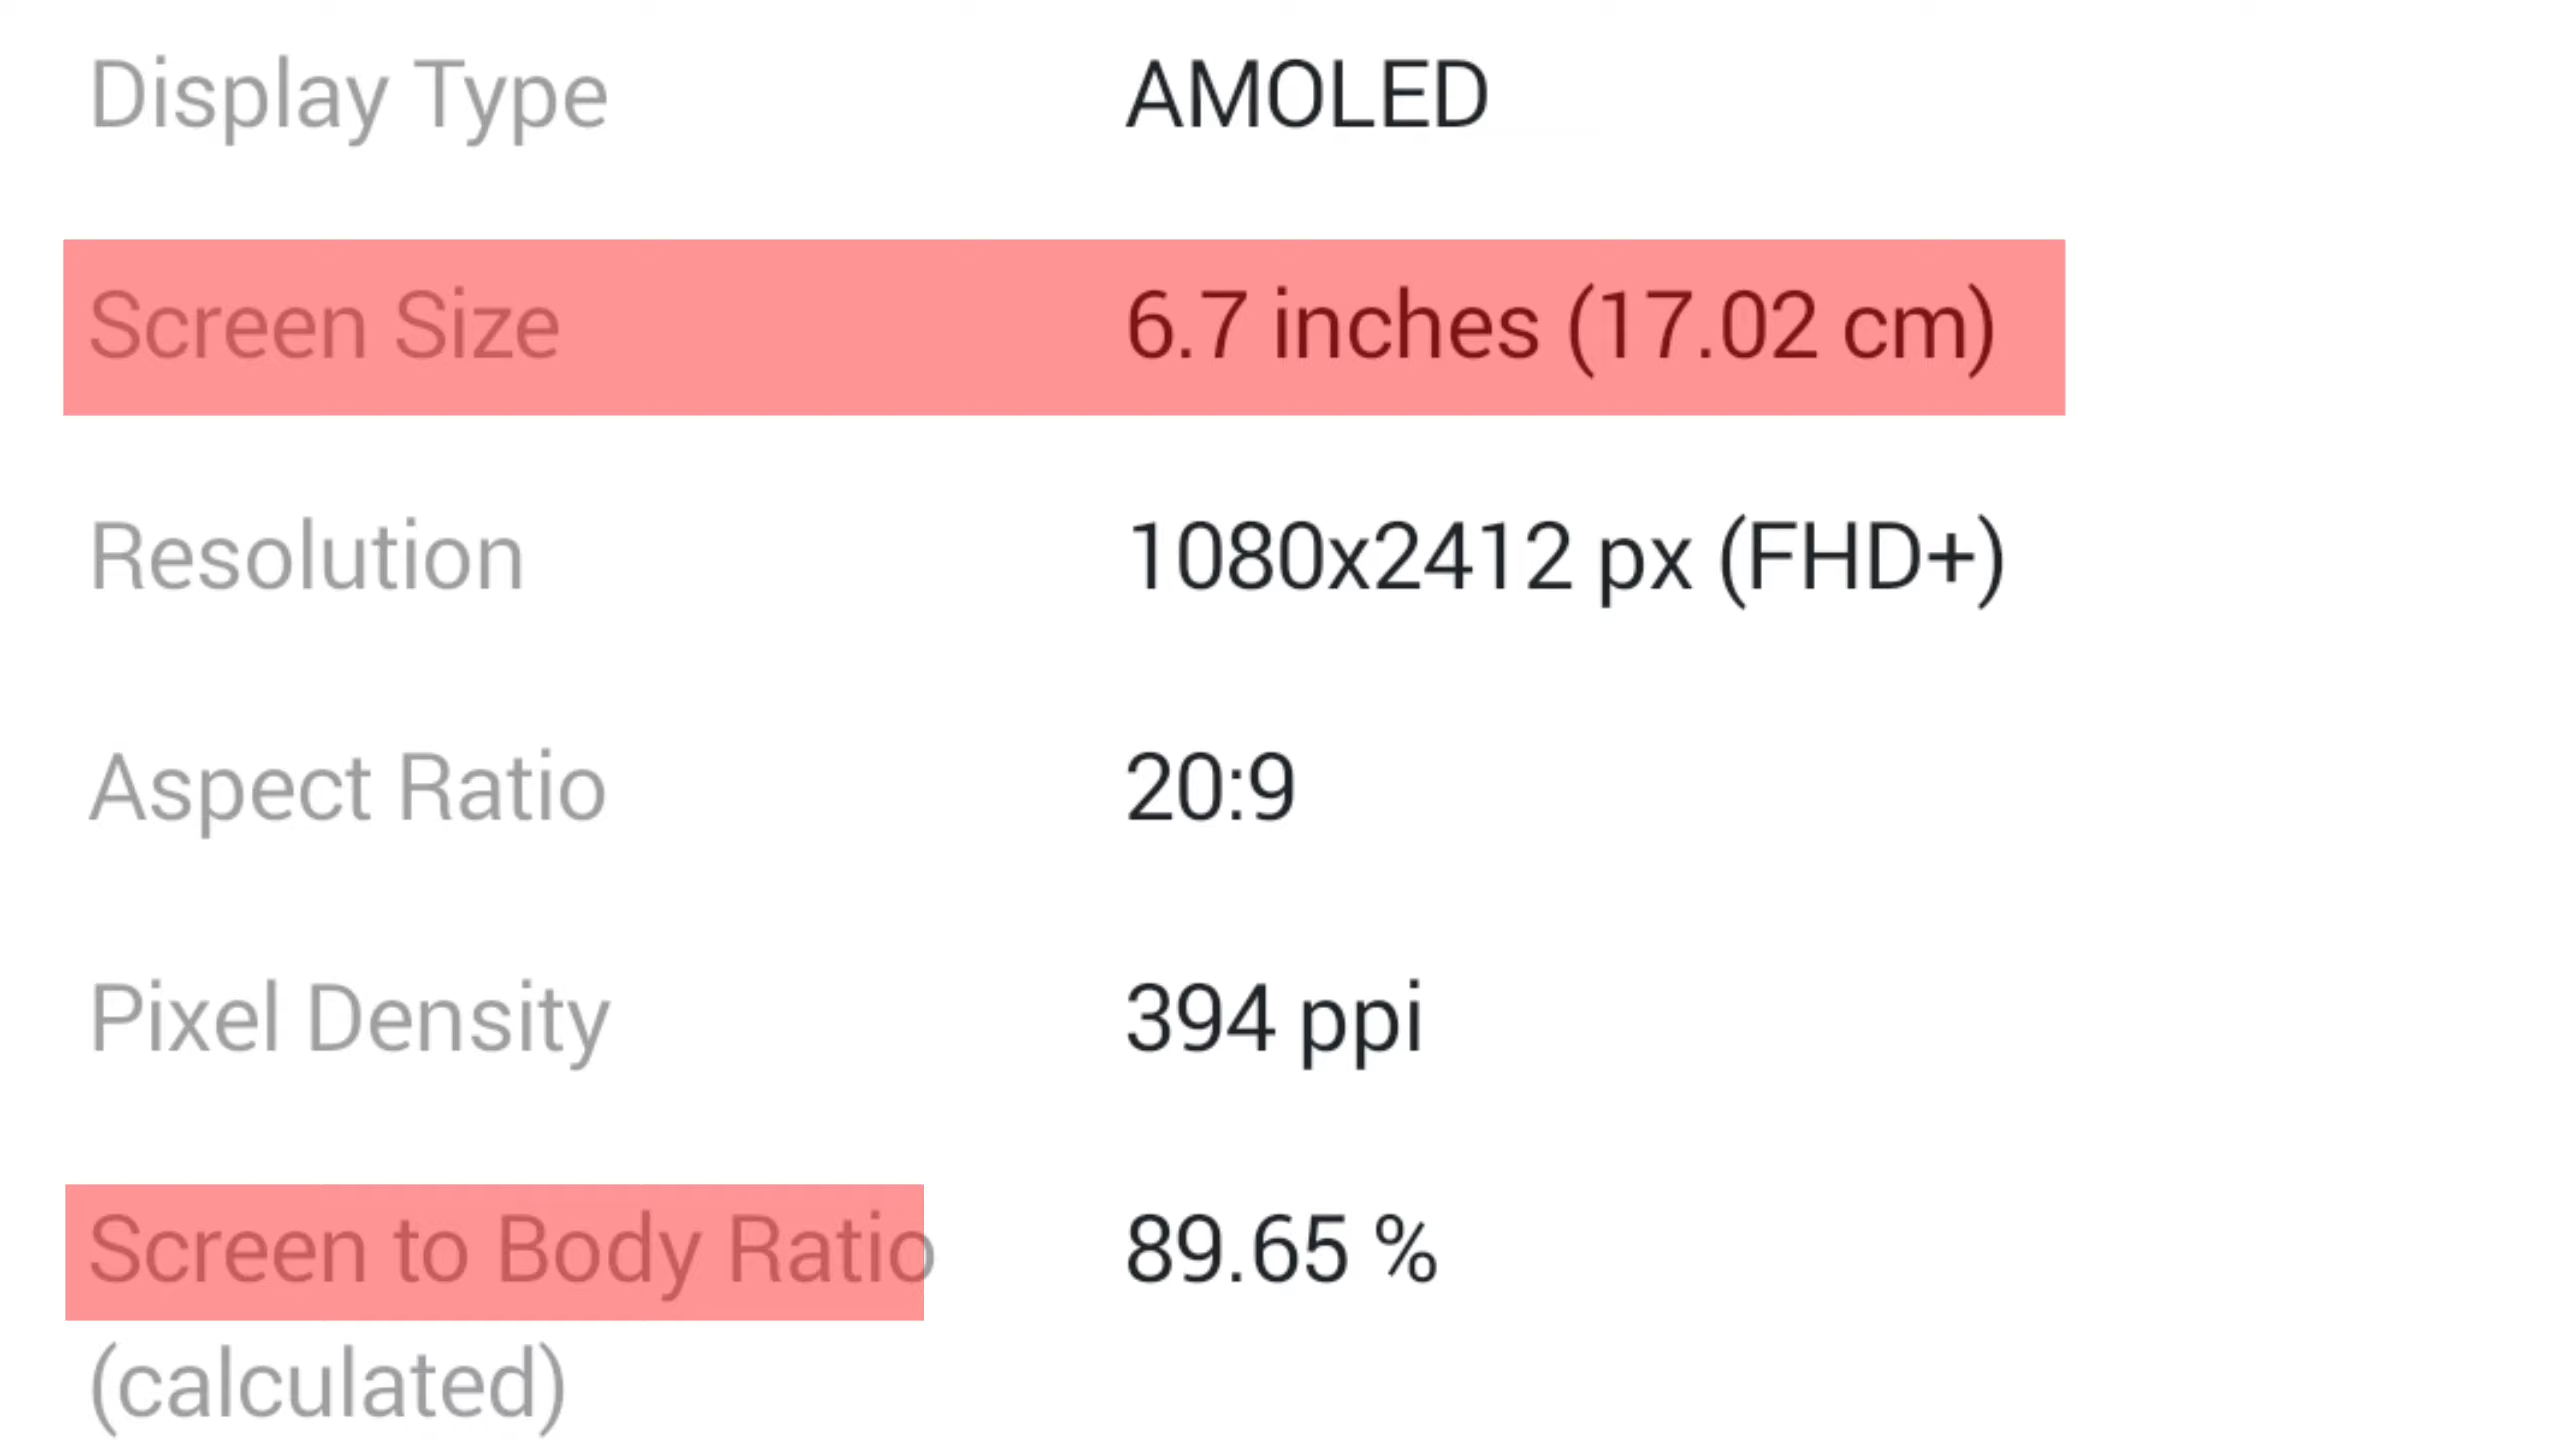 Display Type AMOLED
Screen Size 6.7 inches (17.02 cm)
Resolution 1080x2412 px (FHD+)
Aspect Ratio 20:9
Pixel Density 394 ppi
Screen to Body Ratio 89.65 %
(calculated)